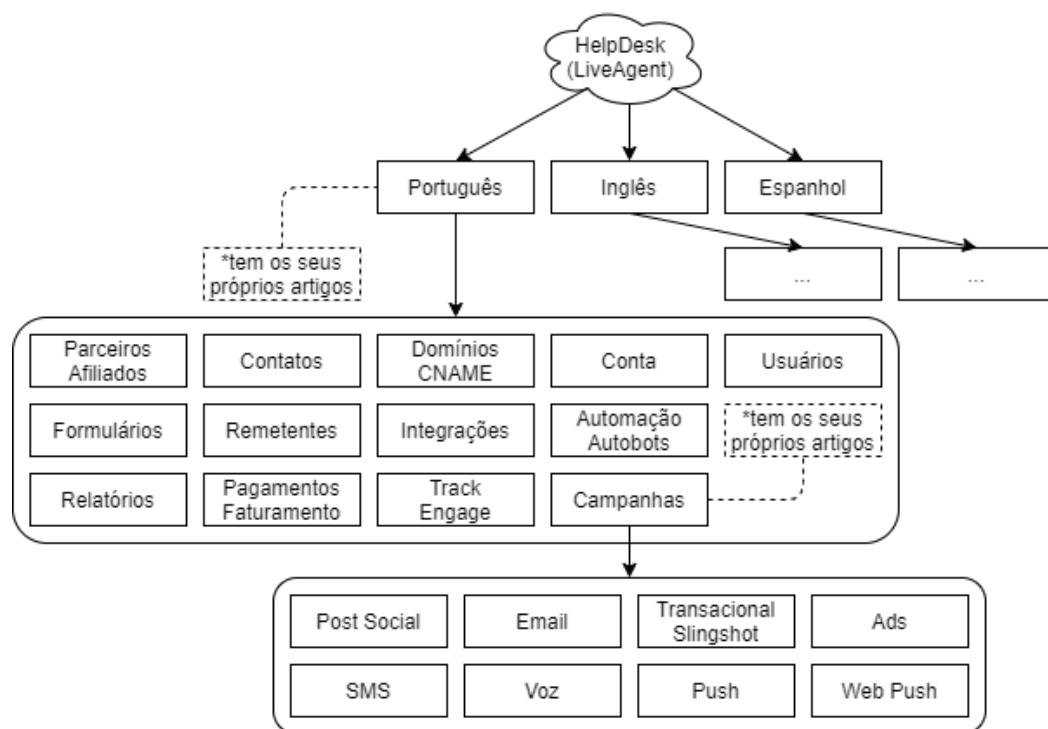 HelpDesk
(LiveAgent)
Português
Inglês
Espanhol
*tem os seus
próprios artigos
...
...
Parceiros
Afiliados
Contatos
Domínios
CNAME
Conta
Usuários
Formulários
Remetentes
Integrações
Automação
Autobots
*tem os seus
próprios artigos
Relatórios
Pagamentos
Faturamento
Track
Engage
Campanhas
Post Social
Email
Transacional
Slingshot
Ads
SMS
Voz
Push
Web Push